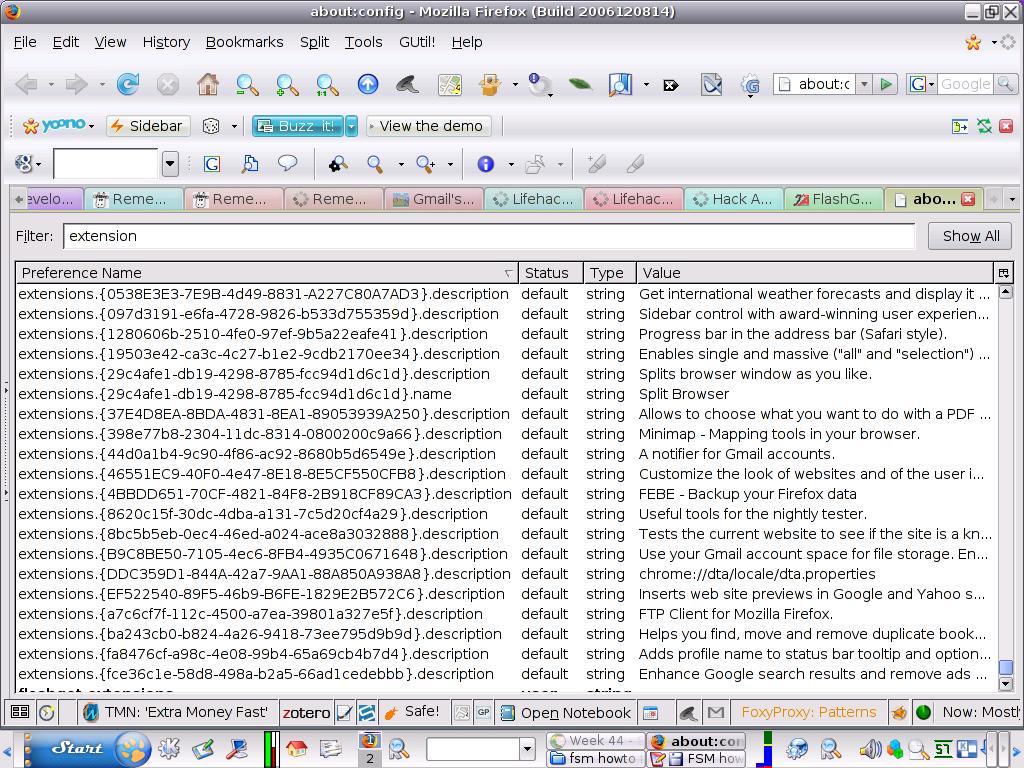 about:config - Mozilla Firefox (Build 2006120814)
File Edit View History Bookmarks Split Tools GUtil! Help
about:c Google
yoono Sidebar Buzz it! View the demo
evelo... Reme... Reme... Reme... Gmail's... Lifehac... Lifehac... Hack A... FlashG... abo...
Filter: extension Show All
Preference Name Status Type Value
extensions.{0538E3E3-7E9B-4d49-8831-A227C80A7AD3}.description default string Get international weather forecasts and display it ...
extensions.{097d3191-e6fa-4728-9826-b533d755359d}.description default string Sidebar control with award-winning user experien...
extensions.{1280606b-2510-4fe0-97ef-9b5a22eafe41}.description default string Progress bar in the address bar (Safari style).
extensions.{19503e42-ca3c-4c27-b1e2-9cdb2170ee34}.description default string Enables single and massive ("all" and "selection") ...
extensions.{29c4afe1-db19-4298-8785-fcc94d1d6c1d}.description default string Splits browser window as you like.
extensions.{29c4afe1-db19-4298-8785-fcc94d1d6c1d}.name default string Split Browser
extensions.{37E4D8EA-8BDA-4831-8EA1-89053939A250}.description default string Allows to choose what you want to do with a PDF ...
extensions.{398e77b8-2304-11dc-8314-0800200c9a66}.description default string Minimap - Mapping tools in your browser.
extensions.{44d0a1b4-9c90-4f86-ac92-8680b5d6549e}.description default string A notifier for Gmail accounts.
extensions.{46551EC9-40F0-4e47-8E18-8E5CF550CFB8}.description default string Customize the look of websites and of the user i...
extensions.{4BBDD651-70CF-4821-84F8-2B918CF89CA3}.description default string FEBE - Backup your Firefox data
extensions.{8620c15f-30dc-4dba-a131-7c5d20cf4a29}.description default string Useful tools for the nightly tester.
extensions.{8bc5b5eb-0ec4-46ed-a024-ace8a3032888}.description default string Tests the current website to see if the site is a kn...
extensions.{B9C8BE50-7105-4ec6-8FB4-4935C0671648}.description default string Use your Gmail account space for file storage. En...
extensions.{DDC359D1-844A-42a7-9AA1-88A850A938A8}.description default string chrome://dta/locale/dta.properties
extensions.{EF522540-89F5-46b9-B6FE-1829E2B572C6}.description default string Inserts web site previews in Google and Yahoo s...
extensions.{a7c6cf7f-112c-4500-a7ea-39801a327e5f}.description default string FTP Client for Mozilla Firefox.
extensions.{ba243cb0-b824-4a26-9418-73ee795d9b9d}.description default string Helps you find, move and remove duplicate book...
extensions.{fa8476cf-a98c-4e08-99b4-65a69cb4b7d4}.description default string Adds profile name to status bar tooltip and option...
extensions.{fce36c1e-58d8-498a-b2a5-66ad1cedebbb}.description default string Enhance Google search results and remove ads ...
TMN: 'Extra Money Fast' zotero Safe! GP Open Notebook FoxyProxy: Patterns Now: Mostl
Start 2 Week 44 - about:con 57
fsm howto FSM how